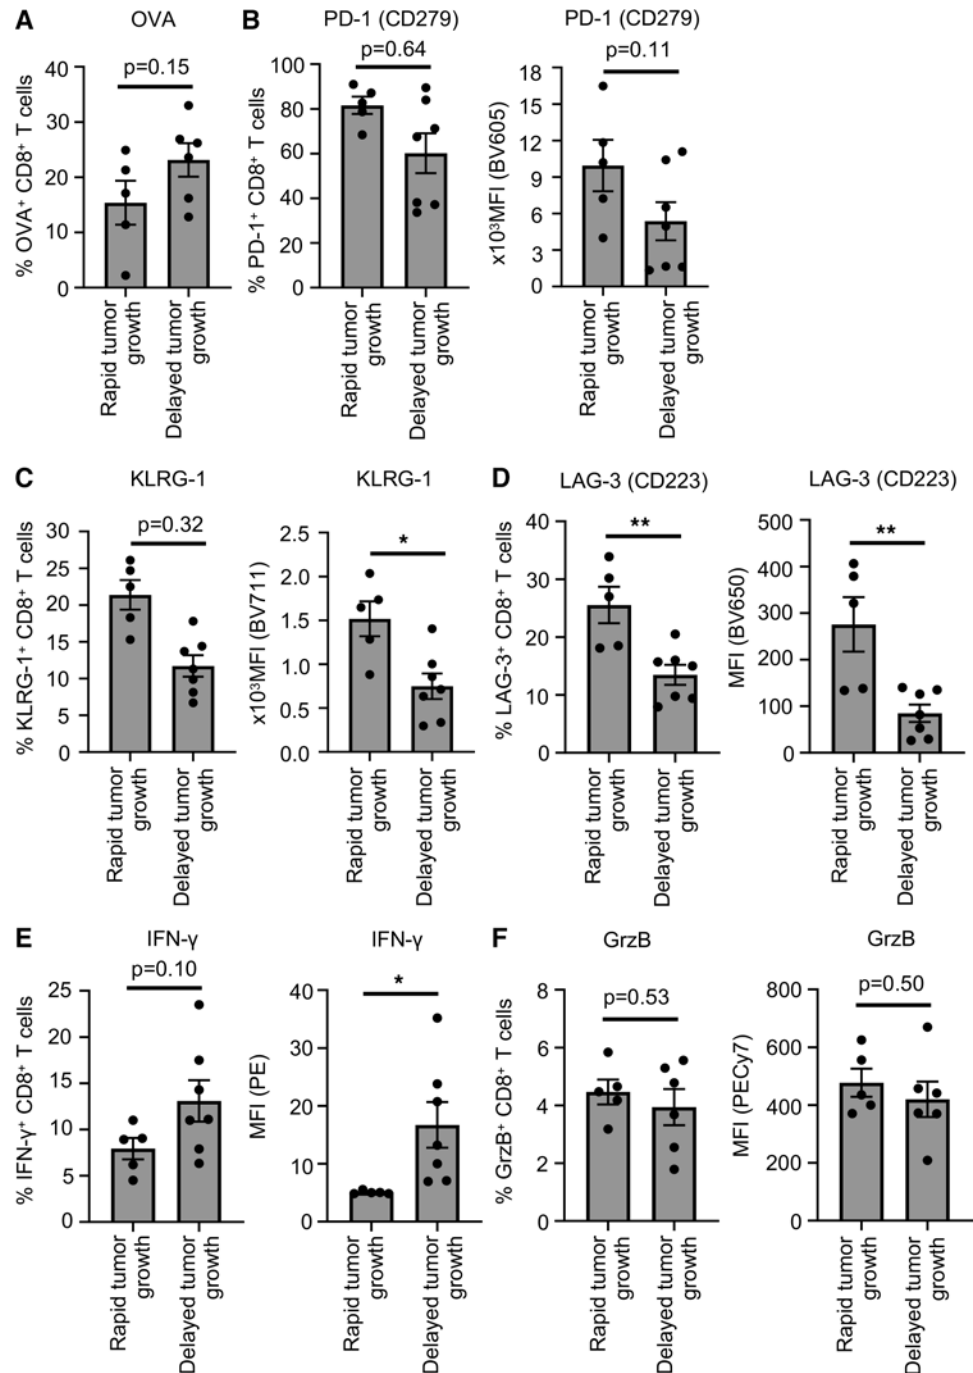 A
OVA
p=0.15
% OVA⁺ CD8⁺ T cells
40
30
20
10
0
Rapid tumor
growth
Delayed tumor
growth
B
PD-1 (CD279)
p=0.64
% PD-1⁺ CD8⁺ T cells
100
80
60
40
20
0
Rapid tumor
growth
Delayed tumor
growth
PD-1 (CD279)
p=0.11
x10³MFI (BV605)
18
15
12
9
6
3
0
Rapid tumor
growth
Delayed tumor
growth
C
KLRG-1
p=0.32
% KLRG-1⁺ CD8⁺ T cells
30
25
20
15
10
5
0
Rapid tumor
growth
Delayed tumor
growth
KLRG-1
*
x10³MFI (BV711)
2.5
2.0
1.5
1.0
0.5
0.0
Rapid tumor
growth
Delayed tumor
growth
D
LAG-3 (CD223)
**
% LAG-3⁺ CD8⁺ T cells
40
30
20
10
0
Rapid tumor
growth
Delayed tumor
growth
LAG-3 (CD223)
**
MFI (BV650)
500
400
300
200
100
0
Rapid tumor
growth
Delayed tumor
growth
E
IFN-γ
p=0.10
% IFN-γ⁺ CD8⁺ T cells
25
20
15
10
5
0
Rapid tumor
growth
Delayed tumor
growth
IFN-γ
*
MFI (PE)
40
30
20
10
0
Rapid tumor
growth
Delayed tumor
growth
F
GrzB
p=0.53
% GrzB⁺ CD8⁺ T cells
8
6
4
2
0
Rapid tumor
growth
Delayed tumor
growth
GrzB
p=0.50
MFI (PECy7)
800
600
400
200
0
Rapid tumor
growth
Delayed tumor
growth